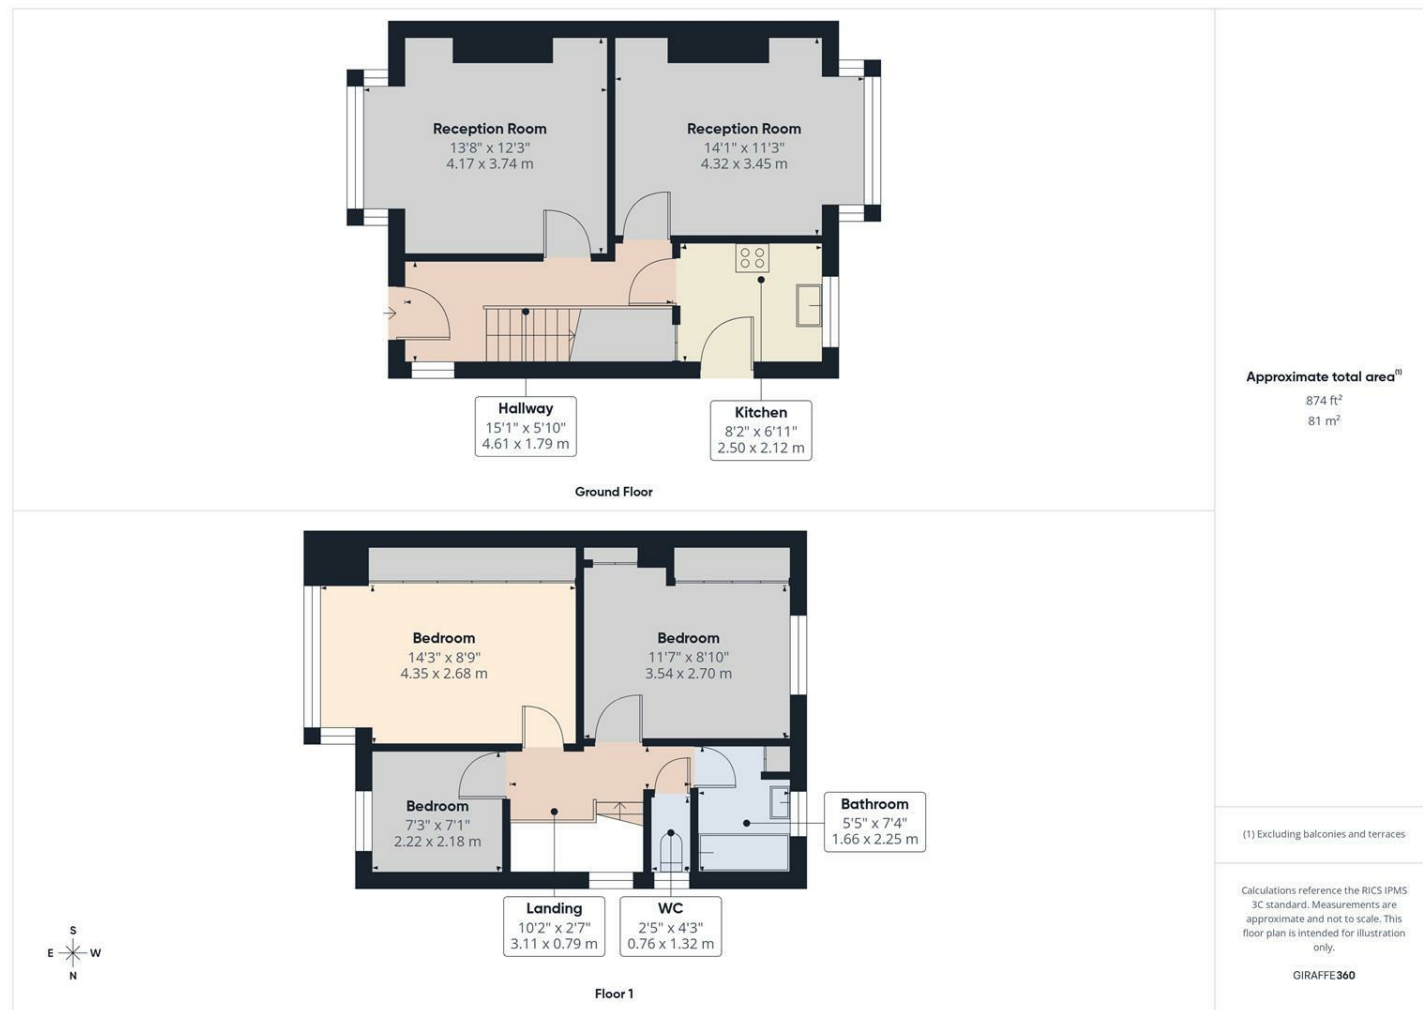 Reception Room
13'8" x 12'3"
4.17 x 3.74 m
Reception Room
14'1" x 11'3"
4.32 x 3.45 m
Hallway
15'1" x 5'10"
4.61 x 1.79 m
Kitchen
8'2" x 6'11"
2.50 x 2.12 m
Ground Floor
Approximate total area⁽¹⁾
874 ft²
81 m²
Bedroom
14'3" x 8'9"
4.35 x 2.68 m
Bedroom
11'7" x 8'10"
3.54 x 2.70 m
Bedroom
7'3" x 7'1"
2.22 x 2.18 m
Bathroom
5'5" x 7'4"
1.66 x 2.25 m
Landing
10'2" x 2'7"
3.11 x 0.79 m
WC
2'5" x 4'3"
0.76 x 1.32 m
S
E W
N
Floor 1
(1) Excluding balconies and terraces
Calculations reference the RICS IPMS
3C standard. Measurements are
approximate and not to scale. This
floor plan is intended for illustration
only.
GIRAFFE360